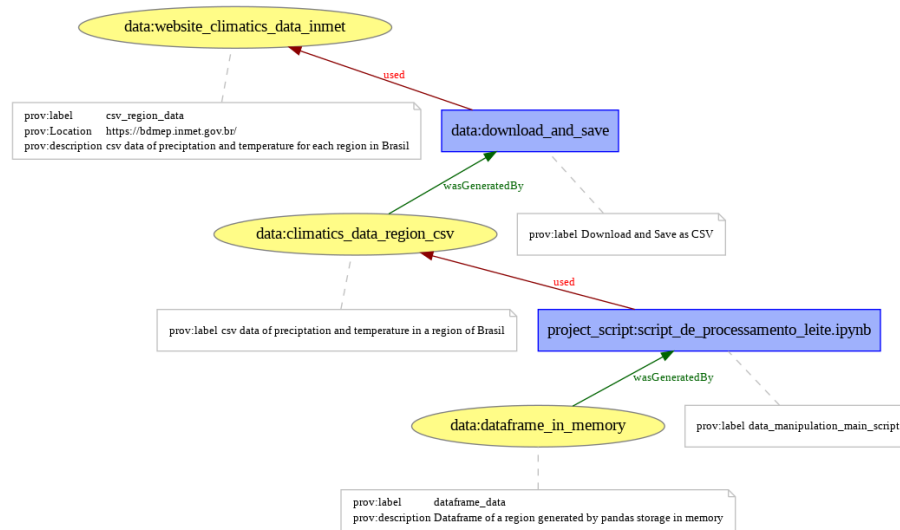 data:website_climatics_data_inmet
used
prov:label csv_region_data
prov:Location https://bdmep.inmet.gov.br/
prov:description csv data of preciptation and temperature for each region in Brasil
data:download_and_save
wasGeneratedBy
data:climatics_data_region_csv
prov:label Download and Save as CSV
used
prov:label csv data of preciptation and temperature in a region of Brasil
project_script:script_de_processamento_leite.ipynb
wasGeneratedBy
data:dataframe_in_memory
prov:label data_manipulation_main_script
prov:label dataframe_data
prov:description Dataframe of a region generated by pandas storage in memory